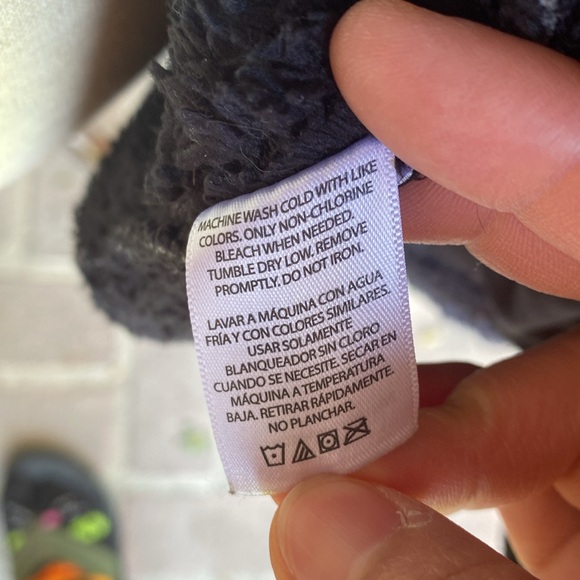 MACHINE WASH COLD WITH LIKE
COLORS. ONLY NON-CHLORINE
BLEACH WHEN NEEDED.
TUMBLE DRY LOW. REMOVE
PROMPTLY. DO NOT IRON.
LAVAR A MÁQUINA CON AGUA
FRÍA Y CON COLORES SIMILARES.
USAR SOLAMENTE
BLANQUEADOR SIN CLORO
CUANDO SE NECESITE. SECAR EN
MÁQUINA A TEMPERATURA
BAJA. RETIRAR RÁPIDAMENTE.
NO PLANCHAR.